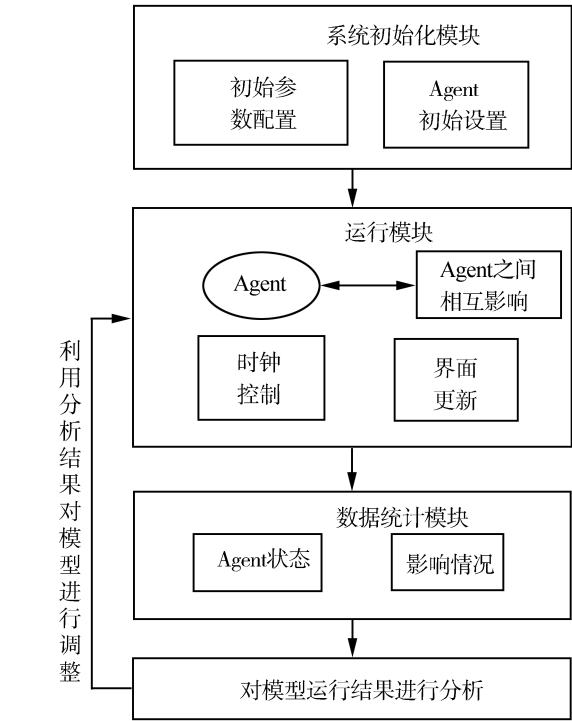 系统初始化模块
初始参
数配置
Agent
初始设置
运行模块
Agent
Agent之间
相互影响
时钟
控制
界面
更新
利用分析结果对模型进行调整
数据统计模块
Agent状态
影响情况
对模型运行结果进行分析